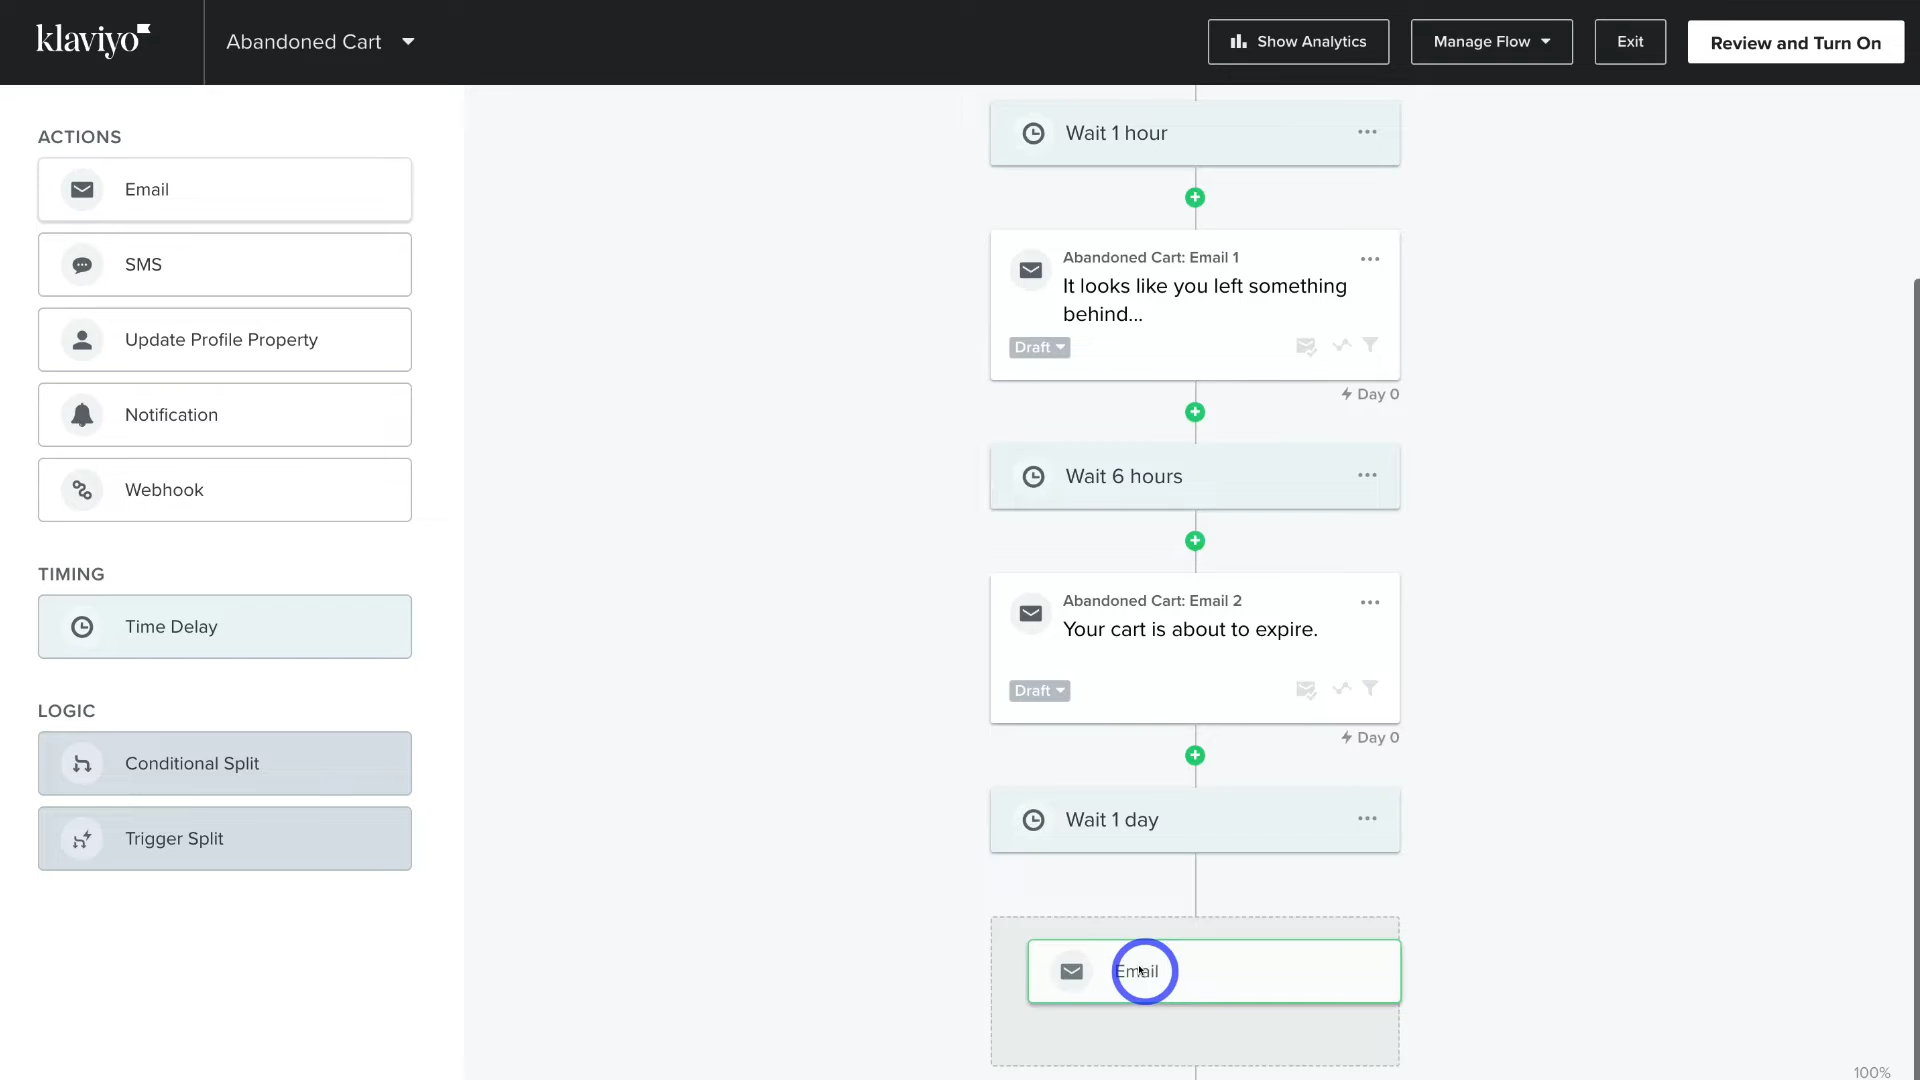 klaviyo
Abandoned Cart
Show Analytics
Manage Flow
Exit
Review and Turn On
ACTIONS
Email
SMS
Update Profile Property
Notification
Webhook
TIMING
Time Delay
LOGIC
Conditional Split
Trigger Split
Wait 1 hour
Abandoned Cart: Email 1
It looks like you left something
behind...
Draft
Day 0
Wait 6 hours
Abandoned Cart: Email 2
Your cart is about to expire.
Draft
Day 0
Wait 1 day
Email
100%